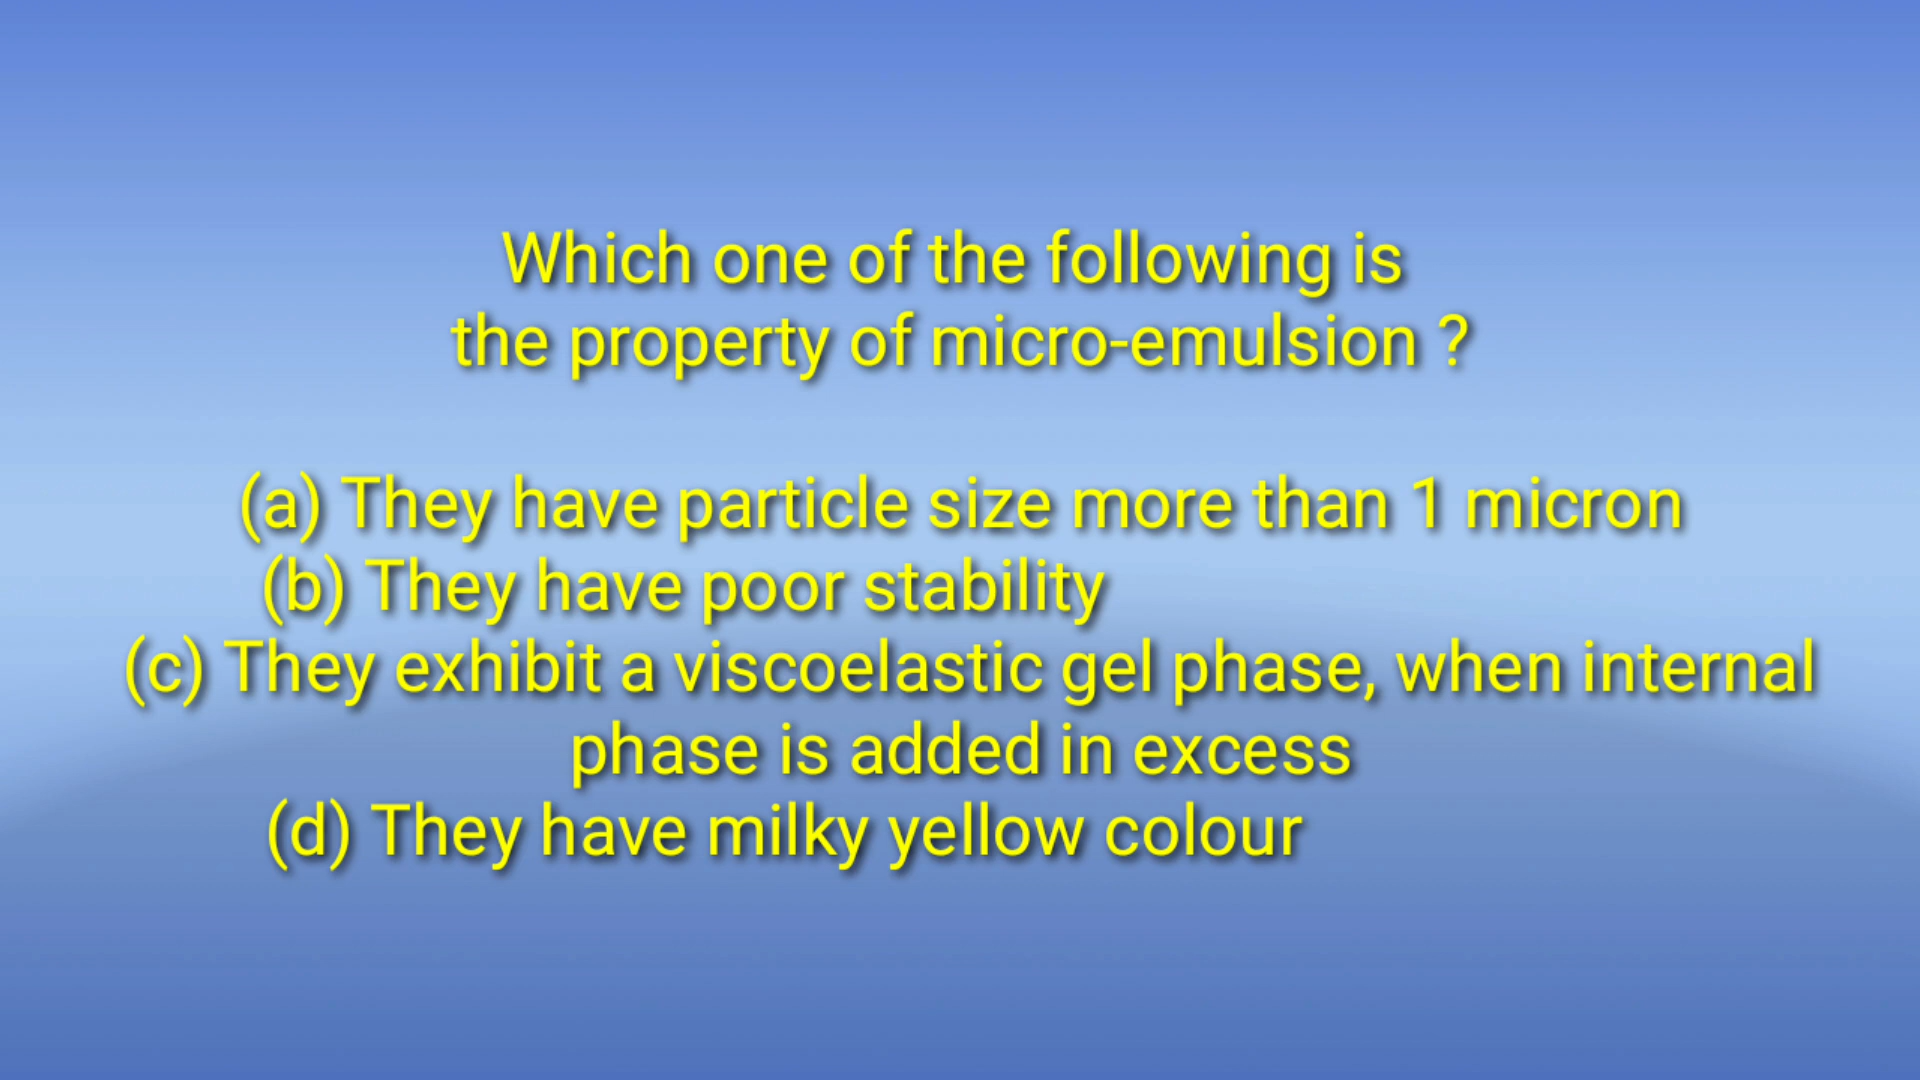 Which one of the following is
the property of micro-emulsion ?
(a) They have particle size more than 1 micron
(b) They have poor stability
(c) They exhibit a viscoelastic gel phase, when internal
phase is added in excess
(d) They have milky yellow colour